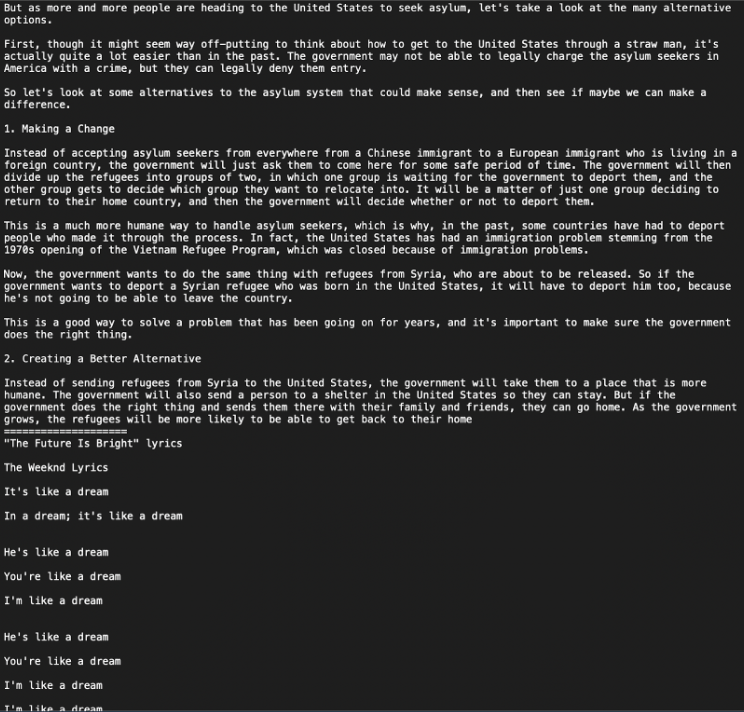 But as more and more people are heading to the United States to seek asylum, let's take a look at the many alternative
options.
First, though it might seem way off-putting to think about how to get to the United States through a straw man, it's
actually quite a lot easier than in the past. The government may not be able to legally charge the asylum seekers in
America with a crime, but they can legally deny them entry.
So let's look at some alternatives to the asylum system that could make sense, and then see if maybe we can make a
difference.
1. Making a Change
Instead of accepting asylum seekers from everywhere from a Chinese immigrant to a European immigrant who is living in a
foreign country, the government will just ask them to come here for some safe period of time. The government will then
divide up the refugees into groups of two, in which one group is waiting for the government to deport them, and the
other group gets to decide which group they want to relocate into. It will be a matter of just one group deciding to
return to their home country, and then the government will decide whether or not to deport them.
This is a much more humane way to handle asylum seekers, which is why, in the past, some countries have had to deport
people who made it through the process. In fact, the United States has had an immigration problem stemming from the
1970s opening of the Vietnam Refugee Program, which was closed because of immigration problems.
Now, the government wants to do the same thing with refugees from Syria, who are about to be released. So if the
government wants to deport a Syrian refugee who was born in the United States, it will have to deport him too, because
he's not going to be able to leave the country.
This is a good way to solve a problem that has been going on for years, and it's important to make sure the government
does the right thing.
2. Creating a Better Alternative
Instead of sending refugees from Syria to the United States, the government will take them to a place that is more
humane. The government will also send a person to a shelter in the United States so they can stay. But if the
government does the right thing and sends them there with their family and friends, they can go home. As the government
grows, the refugees will be more likely to be able to get back to their home
====================
"The Future Is Bright" lyrics
The Weeknd Lyrics
It's like a dream
In a dream; it's like a dream
He's like a dream
You're like a dream
I'm like a dream
He's like a dream
You're like a dream
I'm like a dream
I'm like a dream